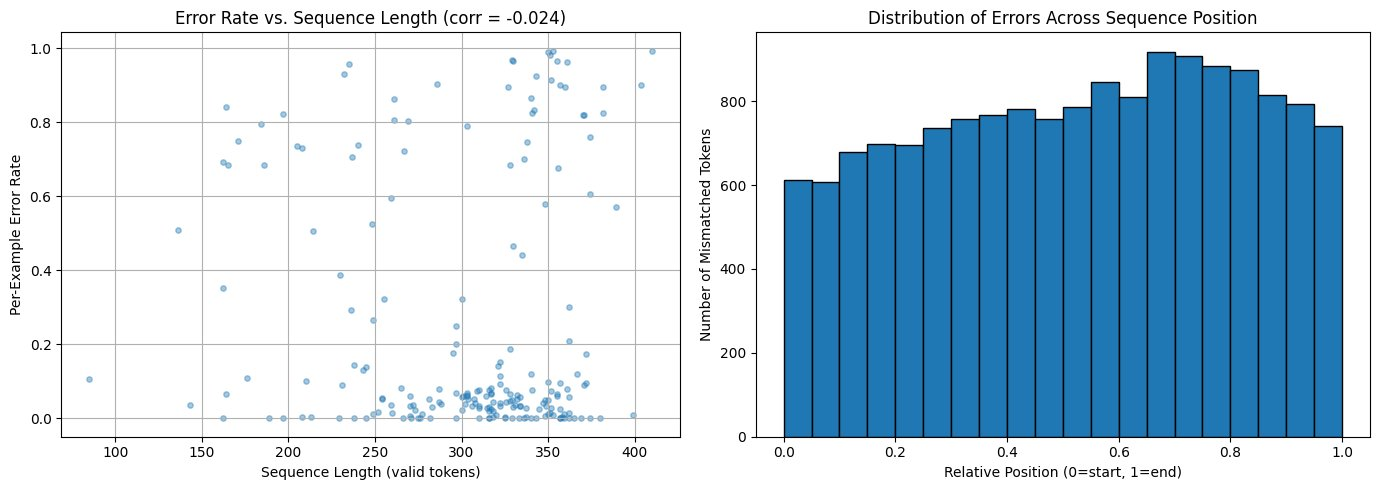 Error Rate vs. Sequence Length (corr = -0.024)
Per-Example Error Rate
1.0
0.8
0.6
0.4
0.2
0.0
100 150 200 250 300 350 400
Sequence Length (valid tokens)
Distribution of Errors Across Sequence Position
Number of Mismatched Tokens
800
600
400
200
0
0.0 0.2 0.4 0.6 0.8 1.0
Relative Position (0=start, 1=end)